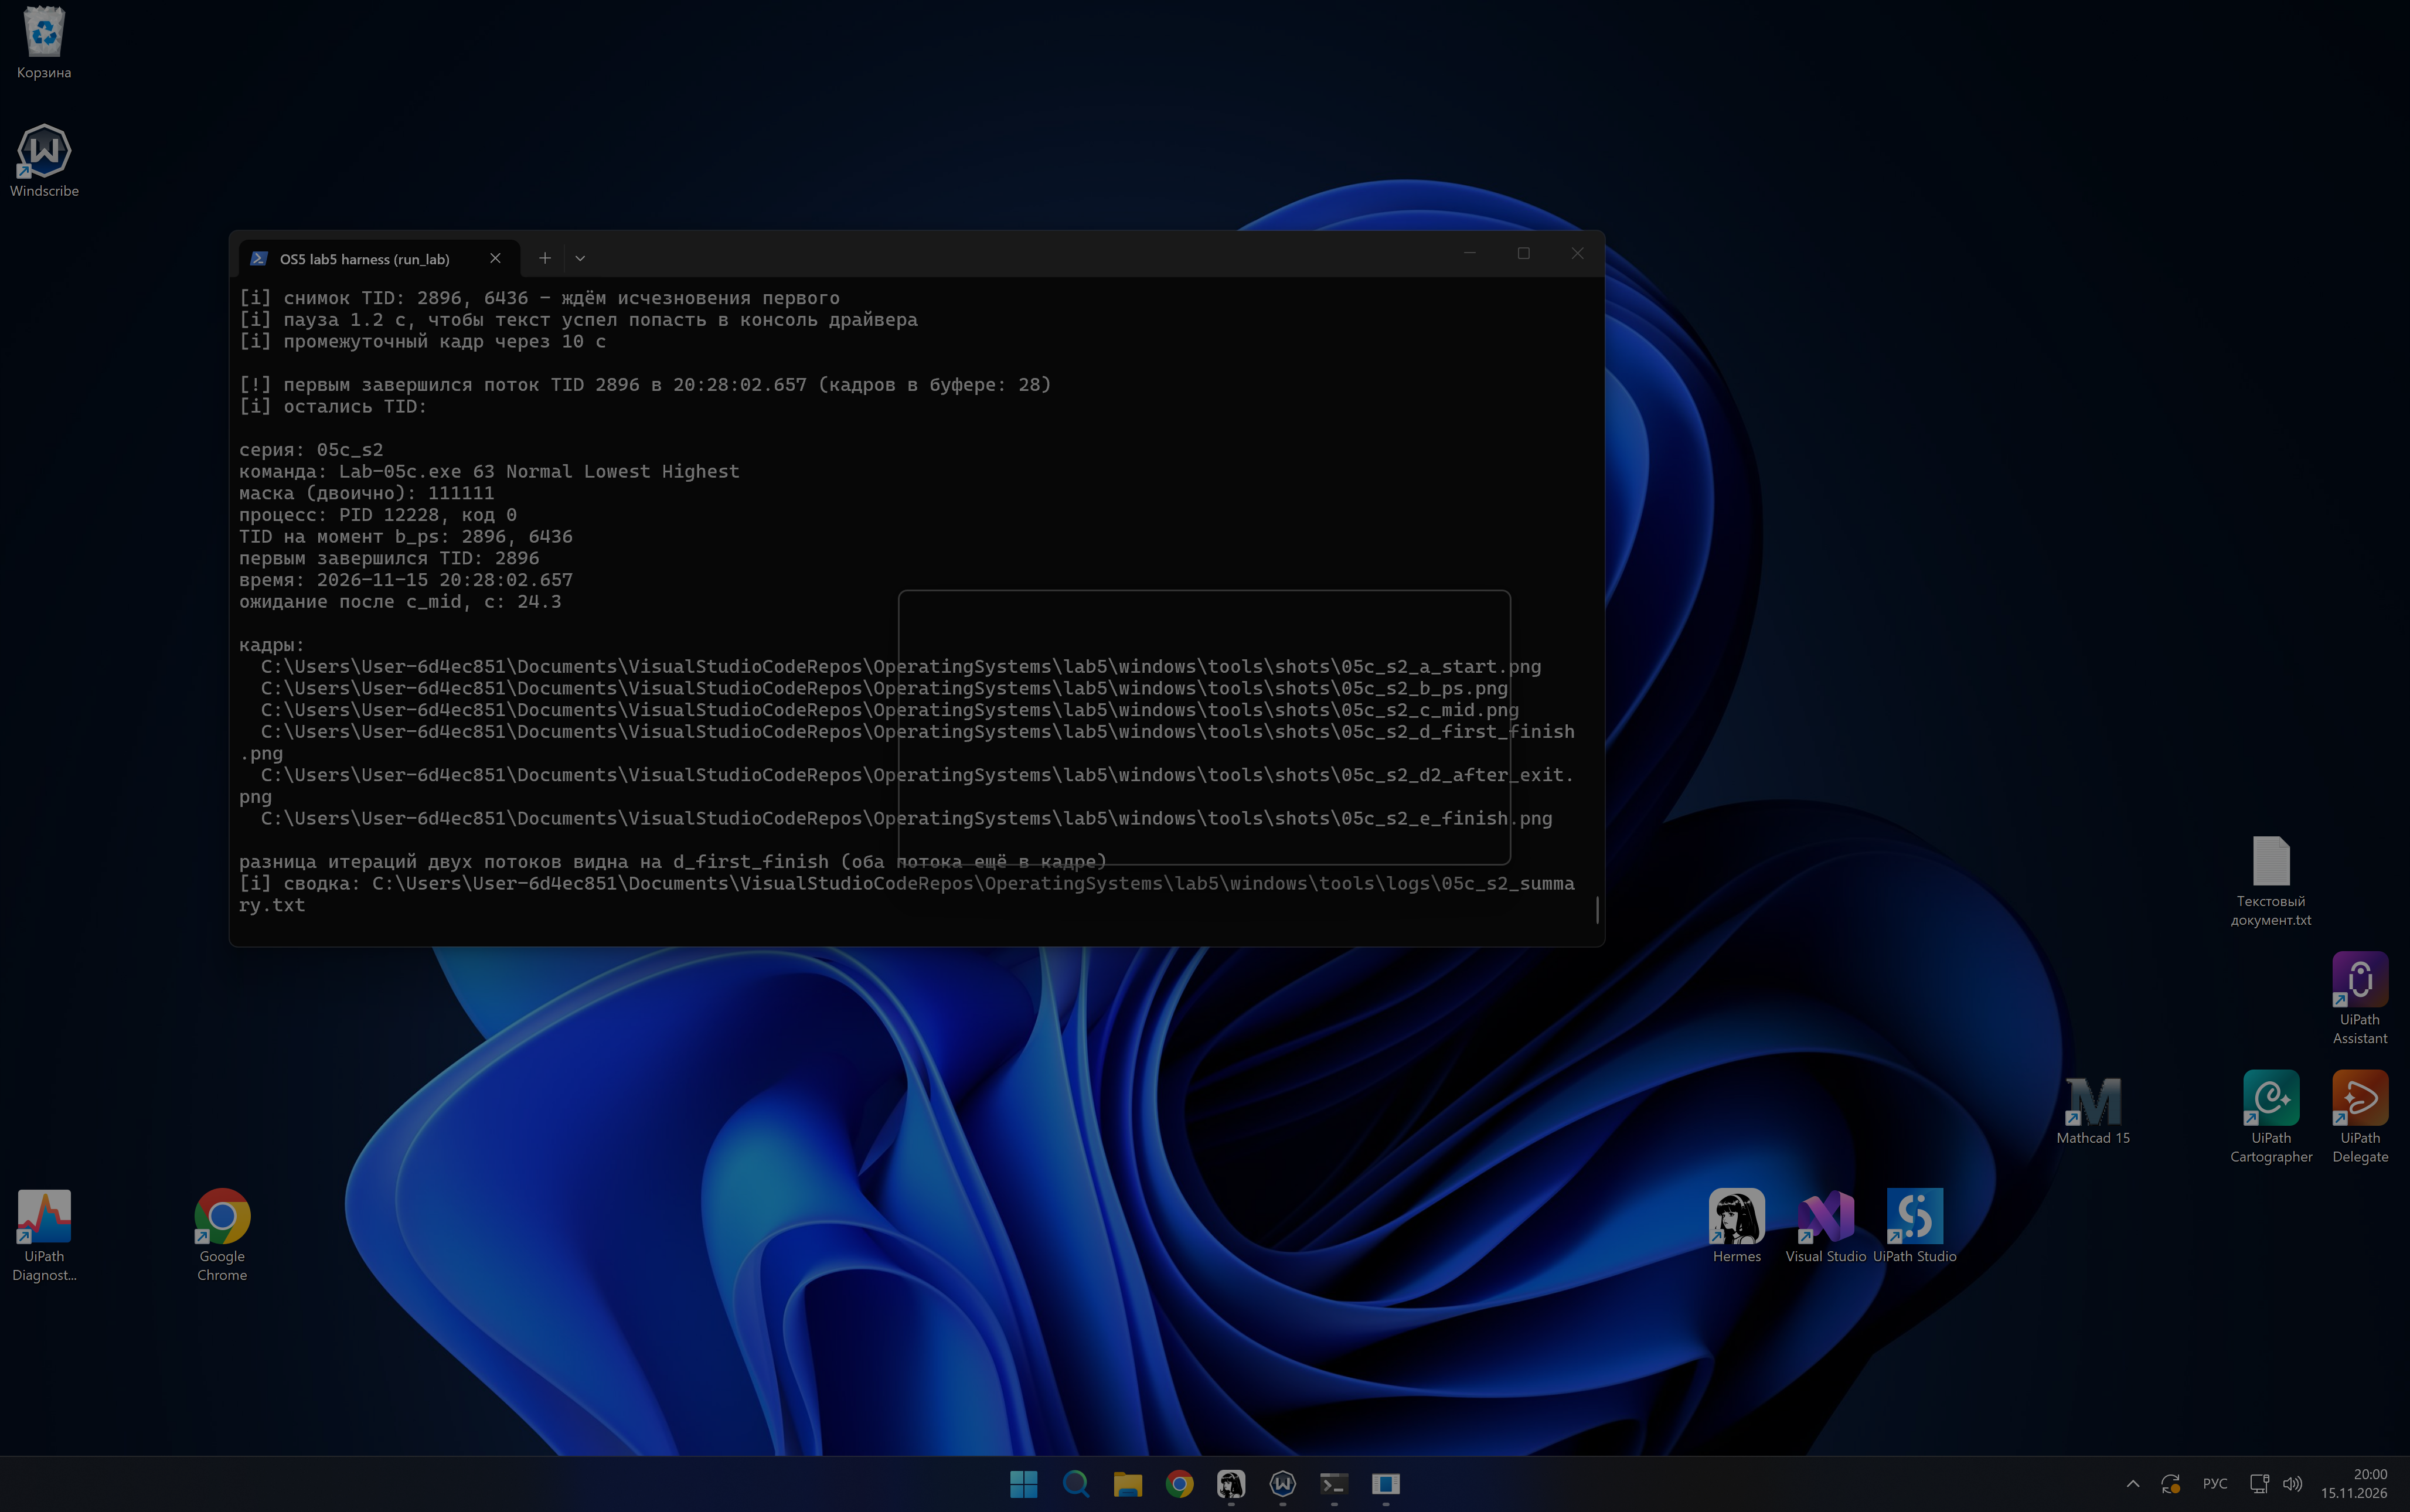 Корзина
Windscribe
OS5 lab5 harness (run_lab)
[i] снимок TID: 2896, 6436 – ждём исчезновения первого
[i] пауза 1.2 с, чтобы текст успел попасть в консоль драйвера
[i] промежуточный кадр через 10 с
[!] первым завершился поток TID 2896 в 20:28:02.657 (кадров в буфере: 28)
[i] остались TID:
серия: 05c_s2
команда: Lab-05c.exe 63 Normal Lowest Highest
маска (двоично): 111111
процесс: PID 12228, код 0
TID на момент b_ps: 2896, 6436
первым завершился TID: 2896
время: 2026-11-15 20:28:02.657
ожидание после c_mid, с: 24.3
кадры:
C:\Users\User-6d4ec851\Documents\VisualStudioCodeRepos\OperatingSystems\lab5\windows\tools\shots\05c_s2_a_start.png
C:\Users\User-6d4ec851\Documents\VisualStudioCodeRepos\OperatingSystems\lab5\windows\tools\shots\05c_s2_b_ps.png
C:\Users\User-6d4ec851\Documents\VisualStudioCodeRepos\OperatingSystems\lab5\windows\tools\shots\05c_s2_c_mid.png
C:\Users\User-6d4ec851\Documents\VisualStudioCodeRepos\OperatingSystems\lab5\windows\tools\shots\05c_s2_d_first_finish
.png
C:\Users\User-6d4ec851\Documents\VisualStudioCodeRepos\OperatingSystems\lab5\windows\tools\shots\05c_s2_d2_after_exit.
png
C:\Users\User-6d4ec851\Documents\VisualStudioCodeRepos\OperatingSystems\lab5\windows\tools\shots\05c_s2_e_finish.png
разница итераций двух потоков видна на d_first_finish (оба потока ещё в кадре)
[i] сводка: C:\Users\User-6d4ec851\Documents\VisualStudioCodeRepos\OperatingSystems\lab5\windows\tools\logs\05c_s2_summa
ry.txt
Текстовый
документ.txt
UiPath
Assistant
Mathcad 15
UiPath
Cartographer
UiPath
Delegate
UiPath
Diagnost...
Google
Chrome
Hermes
Visual Studio
UiPath Studio
РУС
20:00
15.11.2026